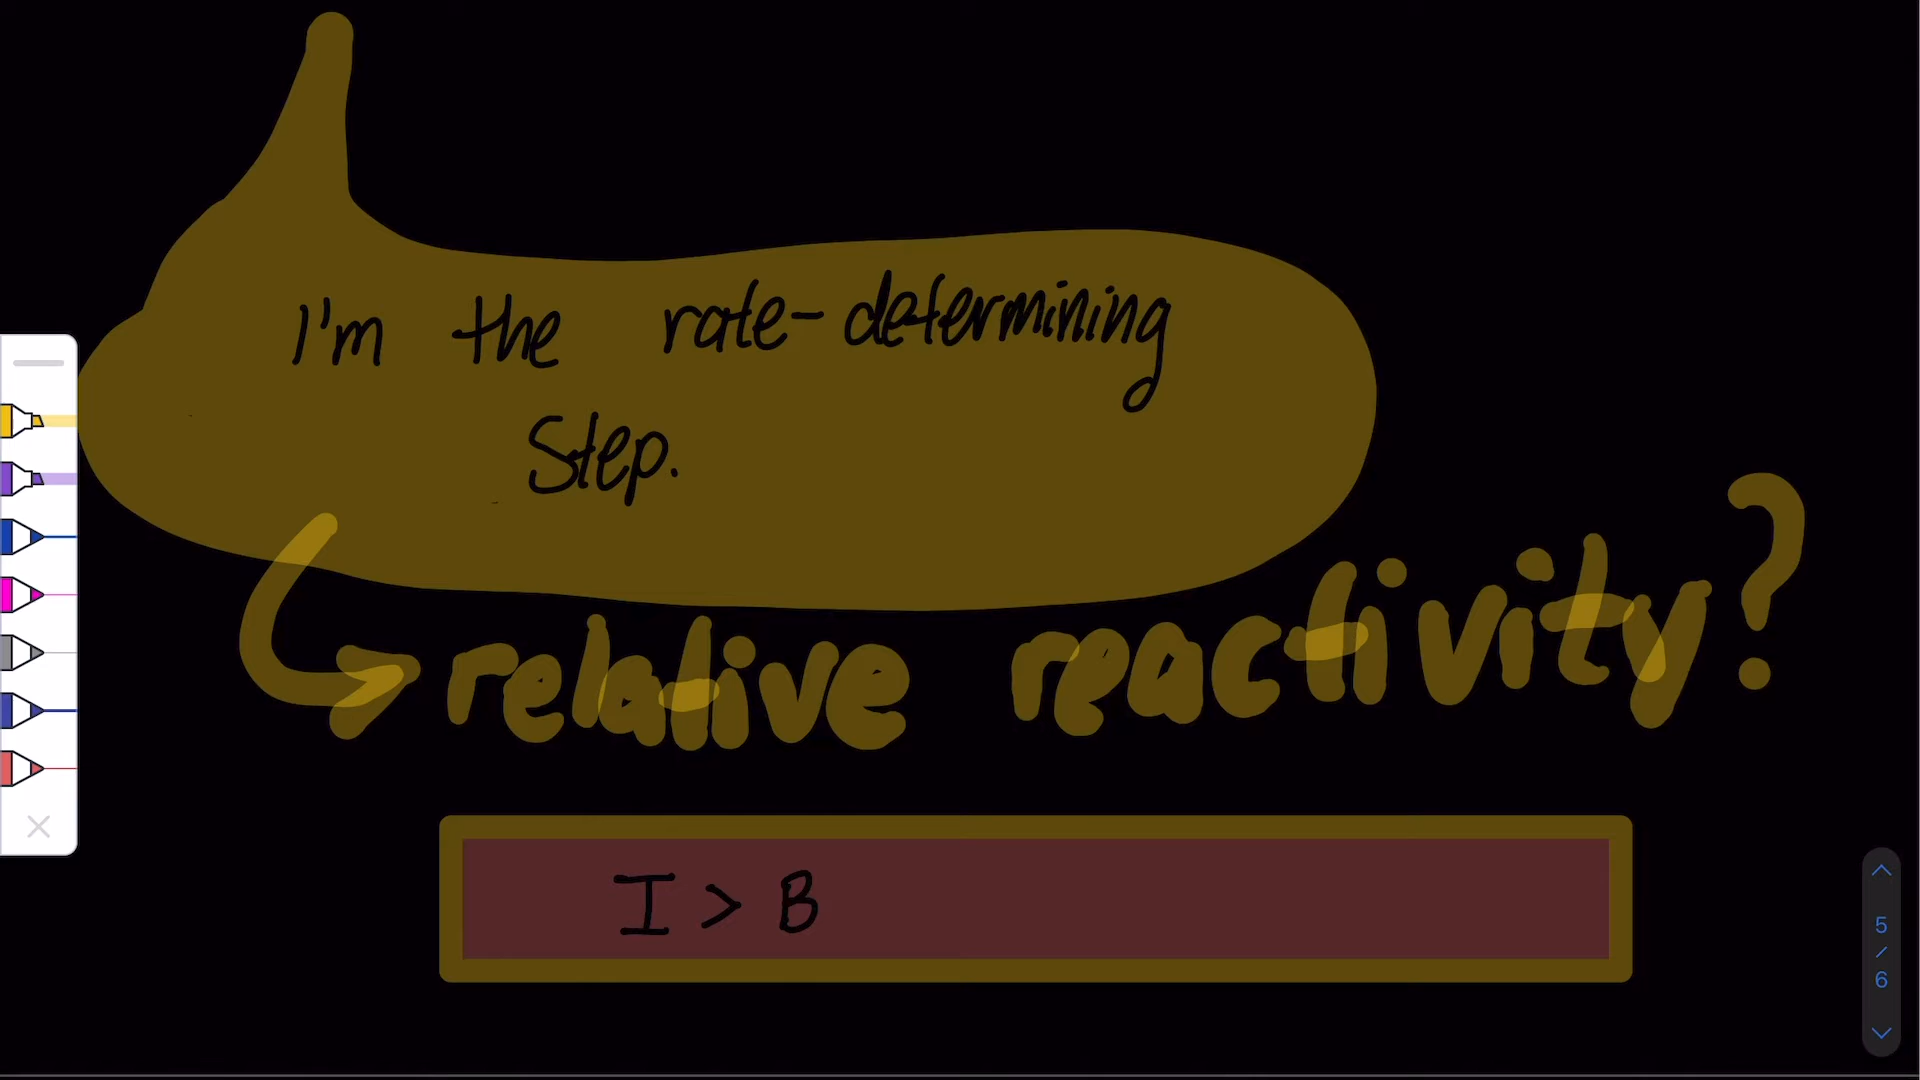 I'm the rate-determining
Step.
relative reactivity?
I > B
5
/
6